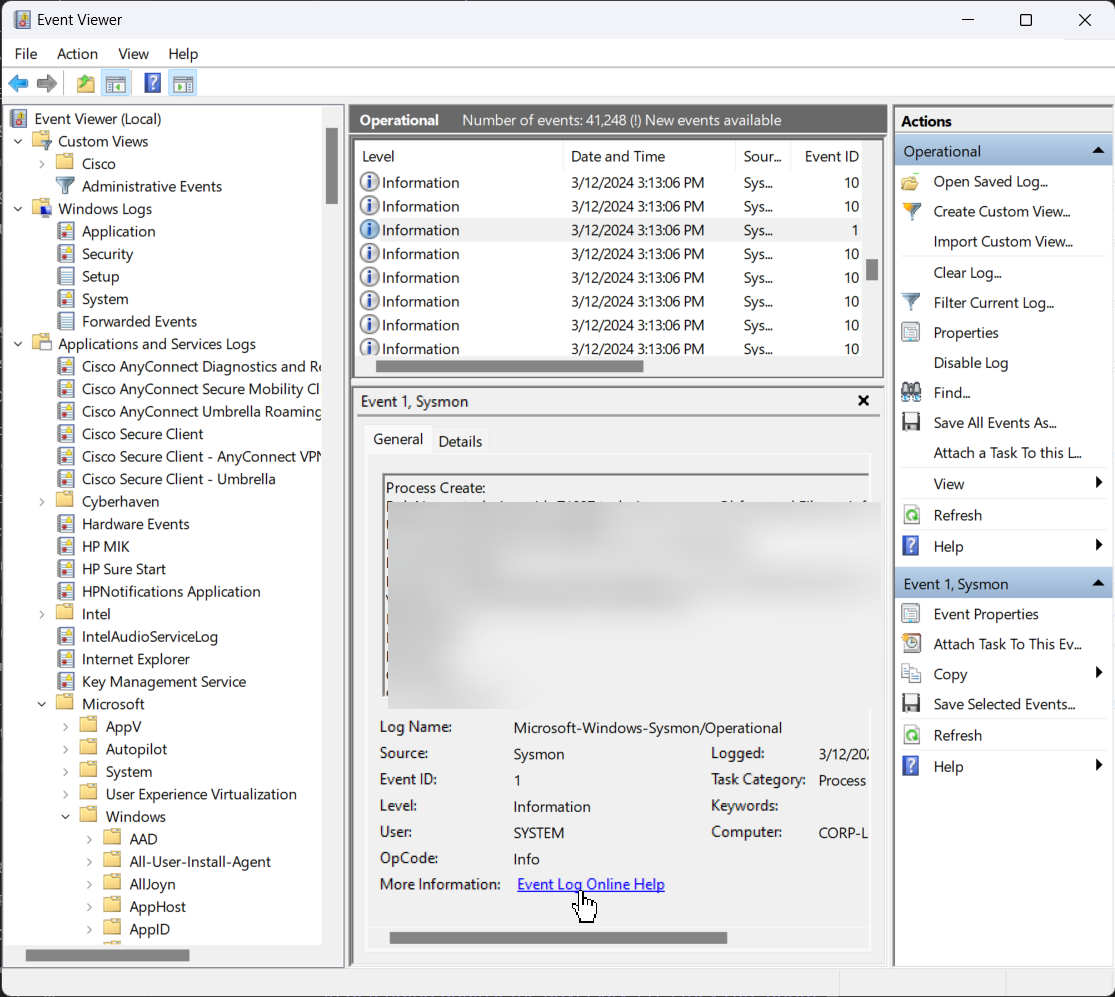 Event Viewer
File Action View Help
Event Viewer (Local)
Custom Views
Cisco
Administrative Events
Windows Logs
Application
Security
Setup
System
Forwarded Events
Applications and Services Logs
Cisco AnyConnect Diagnostics and Re
Cisco AnyConnect Secure Mobility Cl
Cisco AnyConnect Umbrella Roaming
Cisco Secure Client
Cisco Secure Client - AnyConnect VPN
Cisco Secure Client - Umbrella
Cyberhaven
Hardware Events
HP MIK
HP Sure Start
HPNotifications Application
Intel
IntelAudioServiceLog
Internet Explorer
Key Management Service
Microsoft
AppV
Autopilot
System
User Experience Virtualization
Windows
AAD
All-User-Install-Agent
AllJoyn
AppHost
AppID
Operational Number of events: 41,248 (!) New events available
Level Date and Time Sour... Event ID
Information 3/12/2024 3:13:06 PM Sys... 10
Information 3/12/2024 3:13:06 PM Sys... 10
Information 3/12/2024 3:13:06 PM Sys... 1
Information 3/12/2024 3:13:06 PM Sys... 10
Information 3/12/2024 3:13:06 PM Sys... 10
Information 3/12/2024 3:13:06 PM Sys... 10
Information 3/12/2024 3:13:06 PM Sys... 10
Information 3/12/2024 3:13:06 PM Sys... 10
Event 1, Sysmon
General Details
Process Create:
Log Name: Microsoft-Windows-Sysmon/Operational
Source: Sysmon Logged: 3/12/202
Event ID: 1 Task Category: Process
Level: Information Keywords:
User: SYSTEM Computer: CORP-L
OpCode: Info
More Information: Event Log Online Help
Actions
Operational
Open Saved Log...
Create Custom View...
Import Custom View...
Clear Log...
Filter Current Log...
Properties
Disable Log
Find...
Save All Events As...
Attach a Task To this L...
View
Refresh
Help
Event 1, Sysmon
Event Properties
Attach Task To This Ev...
Copy
Save Selected Events...
Refresh
Help